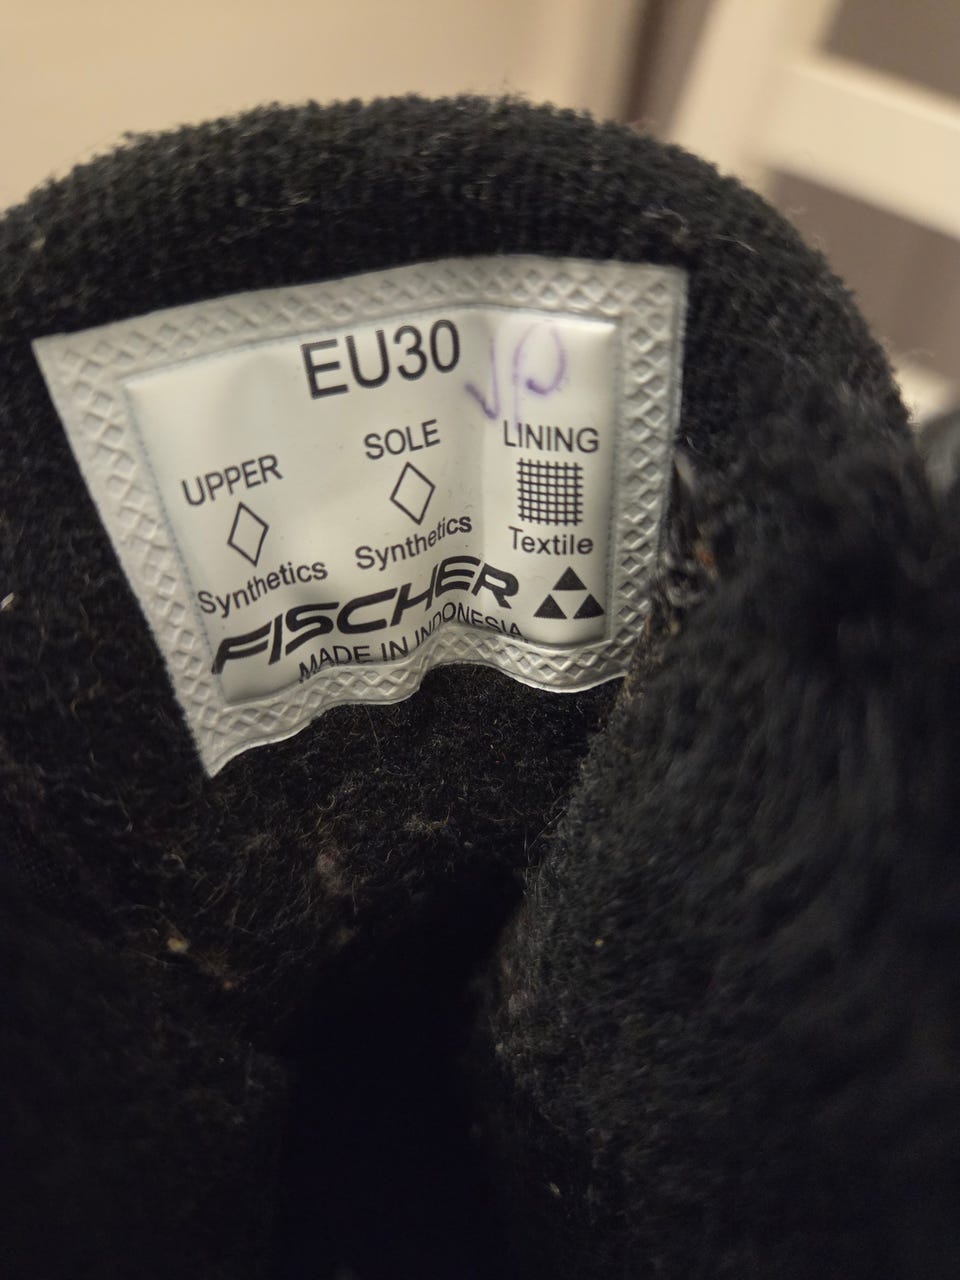 EU30
UPPER SOLE LINING
Synthetics Synthetics Textile
FISCHER
MADE IN INDONESIA